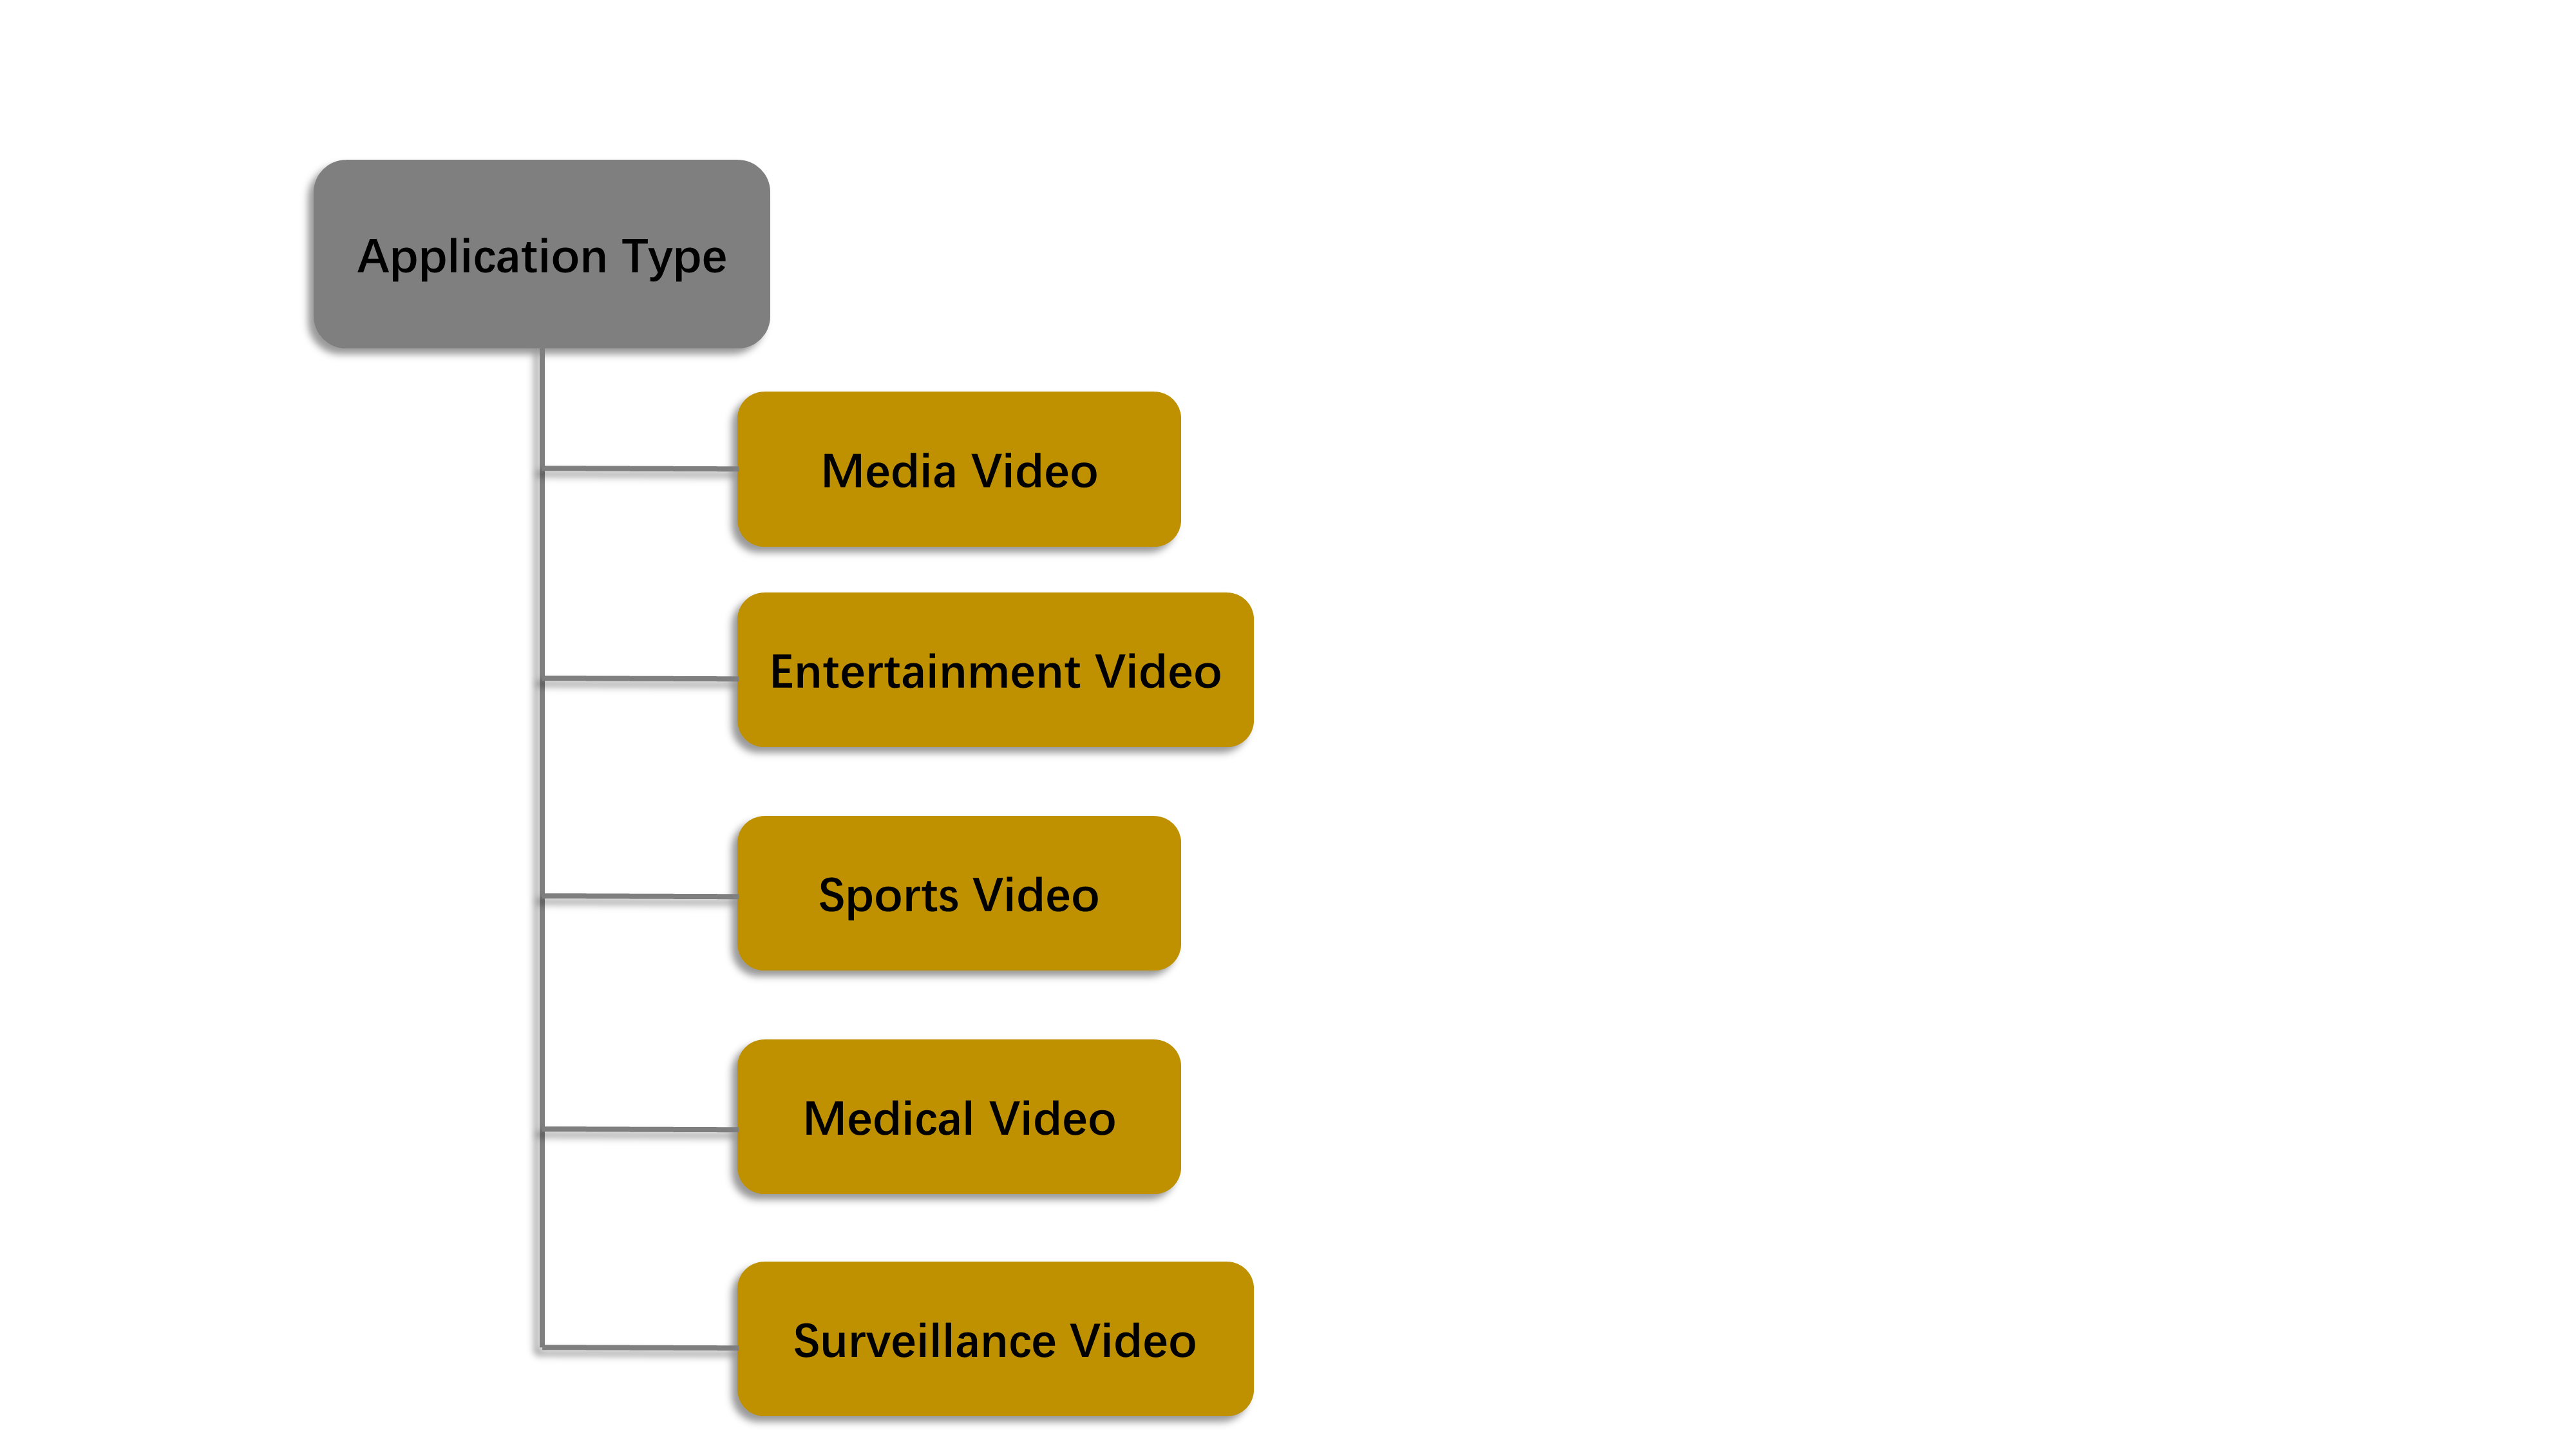 Application Type
Media Video
Entertainment Video
Sports Video
Medical Video
Surveillance Video